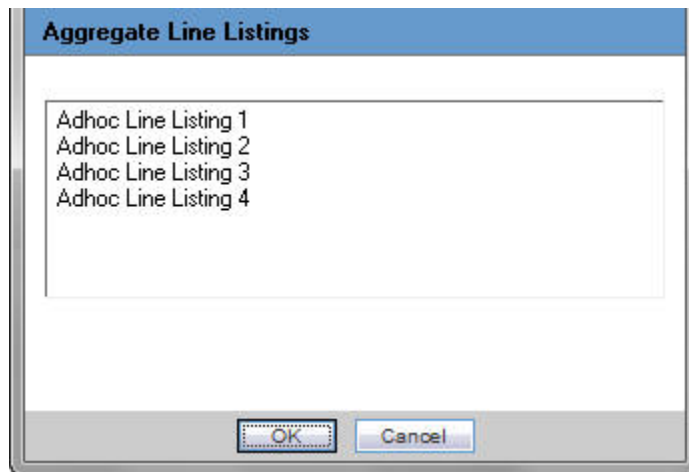 Aggregate Line Listings
Adhoc Line Listing 1
Adhoc Line Listing 2
Adhoc Line Listing 3
Adhoc Line Listing 4
OK
Cancel